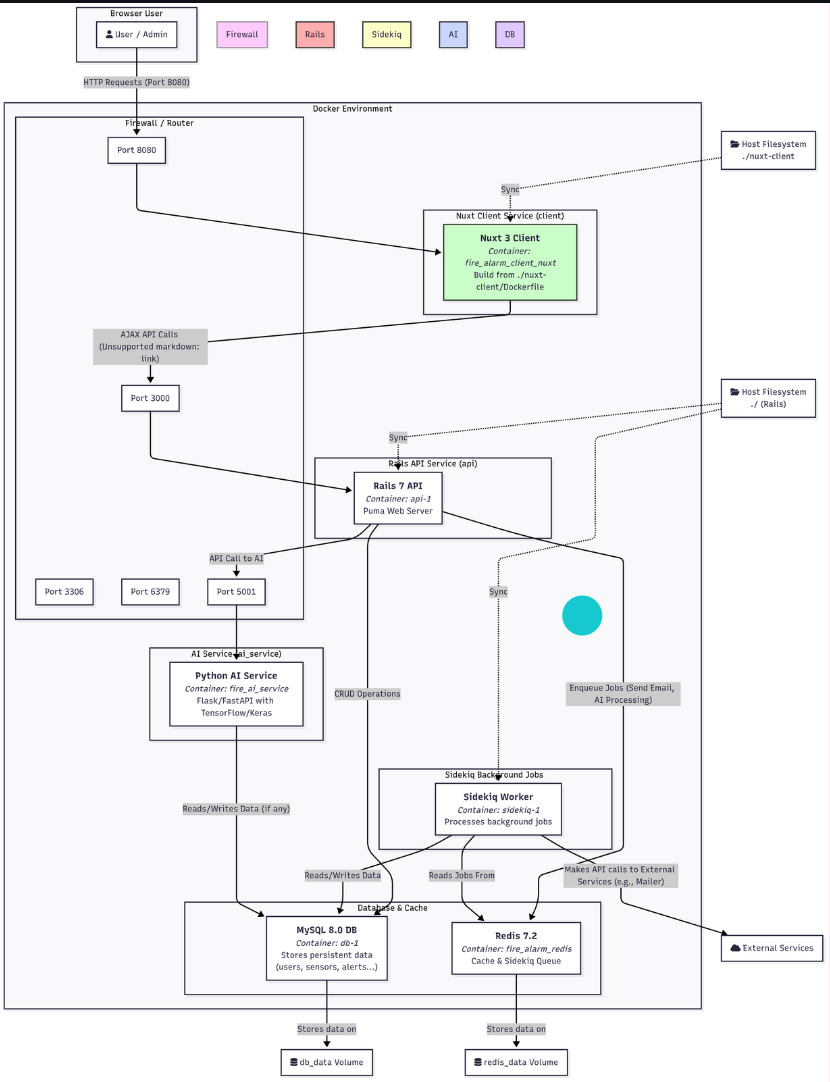 Browser User
User / Admin
Firewall
Rails
Sidekiq
AI
DB
HTTP Requests (Port 8080)
Docker Environment
Firewall / Router
Port 8080
Host Filesystem
./nuxt-client
Sync
Nuxt Client Service (client)
Nuxt 3 Client
Container:
fire_alarm_client_nuxt
Build from ./nuxt-
client/Dockerfile
AJAX API Calls
(Unsupported markdown:
link)
Port 3000
Host Filesystem
./ (Rails)
Sync
Rails API Service (api)
Rails 7 API
Container: api-1
Puma Web Server
API Call to AI
Port 3306
Port 6379
Port 5001
Sync
AI Service (ai_service)
Python AI Service
Container: fire_ai_service
Flask/FastAPI with
TensorFlow/Keras
CRUD Operations
Enqueue Jobs (Send Email,
AI Processing)
Sidekiq Background Jobs
Sidekiq Worker
Container: sidekiq-1
Processes background jobs
Reads/Writes Data (if any)
Reads/Writes Data
Reads Jobs From
Makes API calls to External
Services (e.g., Mailer)
Database & Cache
MySQL 8.0 DB
Container: db-1
Stores persistent data
(users, sensors, alerts...)
Redis 7.2
Container: fire_alarm_redis
Cache & Sidekiq Queue
External Services
Stores data on
Stores data on
db_data Volume
redis_data Volume